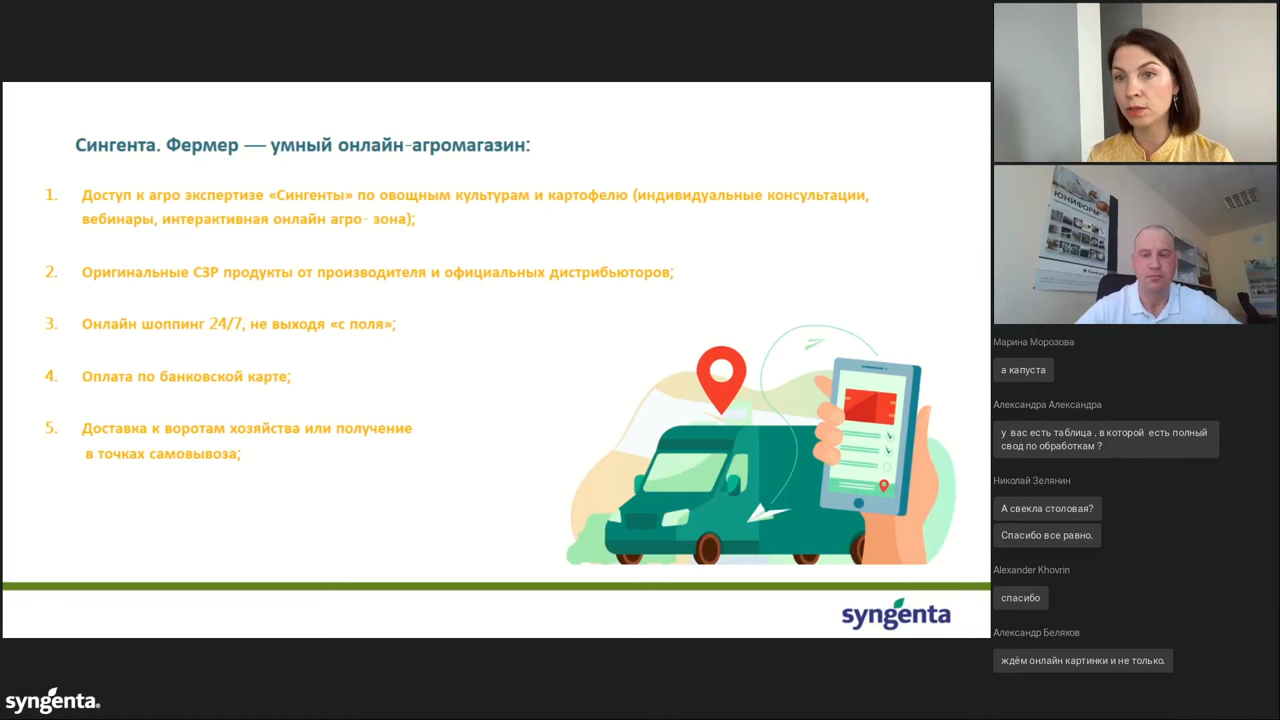 Сингента. Фермер — умный онлайн-агромагазин:
1. Доступ к агро экспертизе «Сингенты» по овощным культурам и картофелю (индивидуальные консультации,
вебинары, интерактивная онлайн агро- зона);
2. Оригинальные СЗР продукты от производителя и официальных дистрибьюторов;
3. Онлайн шоппинг 24/7, не выходя «с поля»;
4. Оплата по банковской карте;
5. Доставка к воротам хозяйства или получение
в точках самовывоза;
syngenta
syngenta
ЮНИФОРМ
Марина Морозова
а капуста
Александра Александра
у вас есть таблица , в которой есть полный
свод по обработкам ?
Николай Зелянин
А свекла столовая?
Спасибо все равно.
Alexander Khovrin
спасибо
Александр Беляков
ждём онлайн картинки и не только.